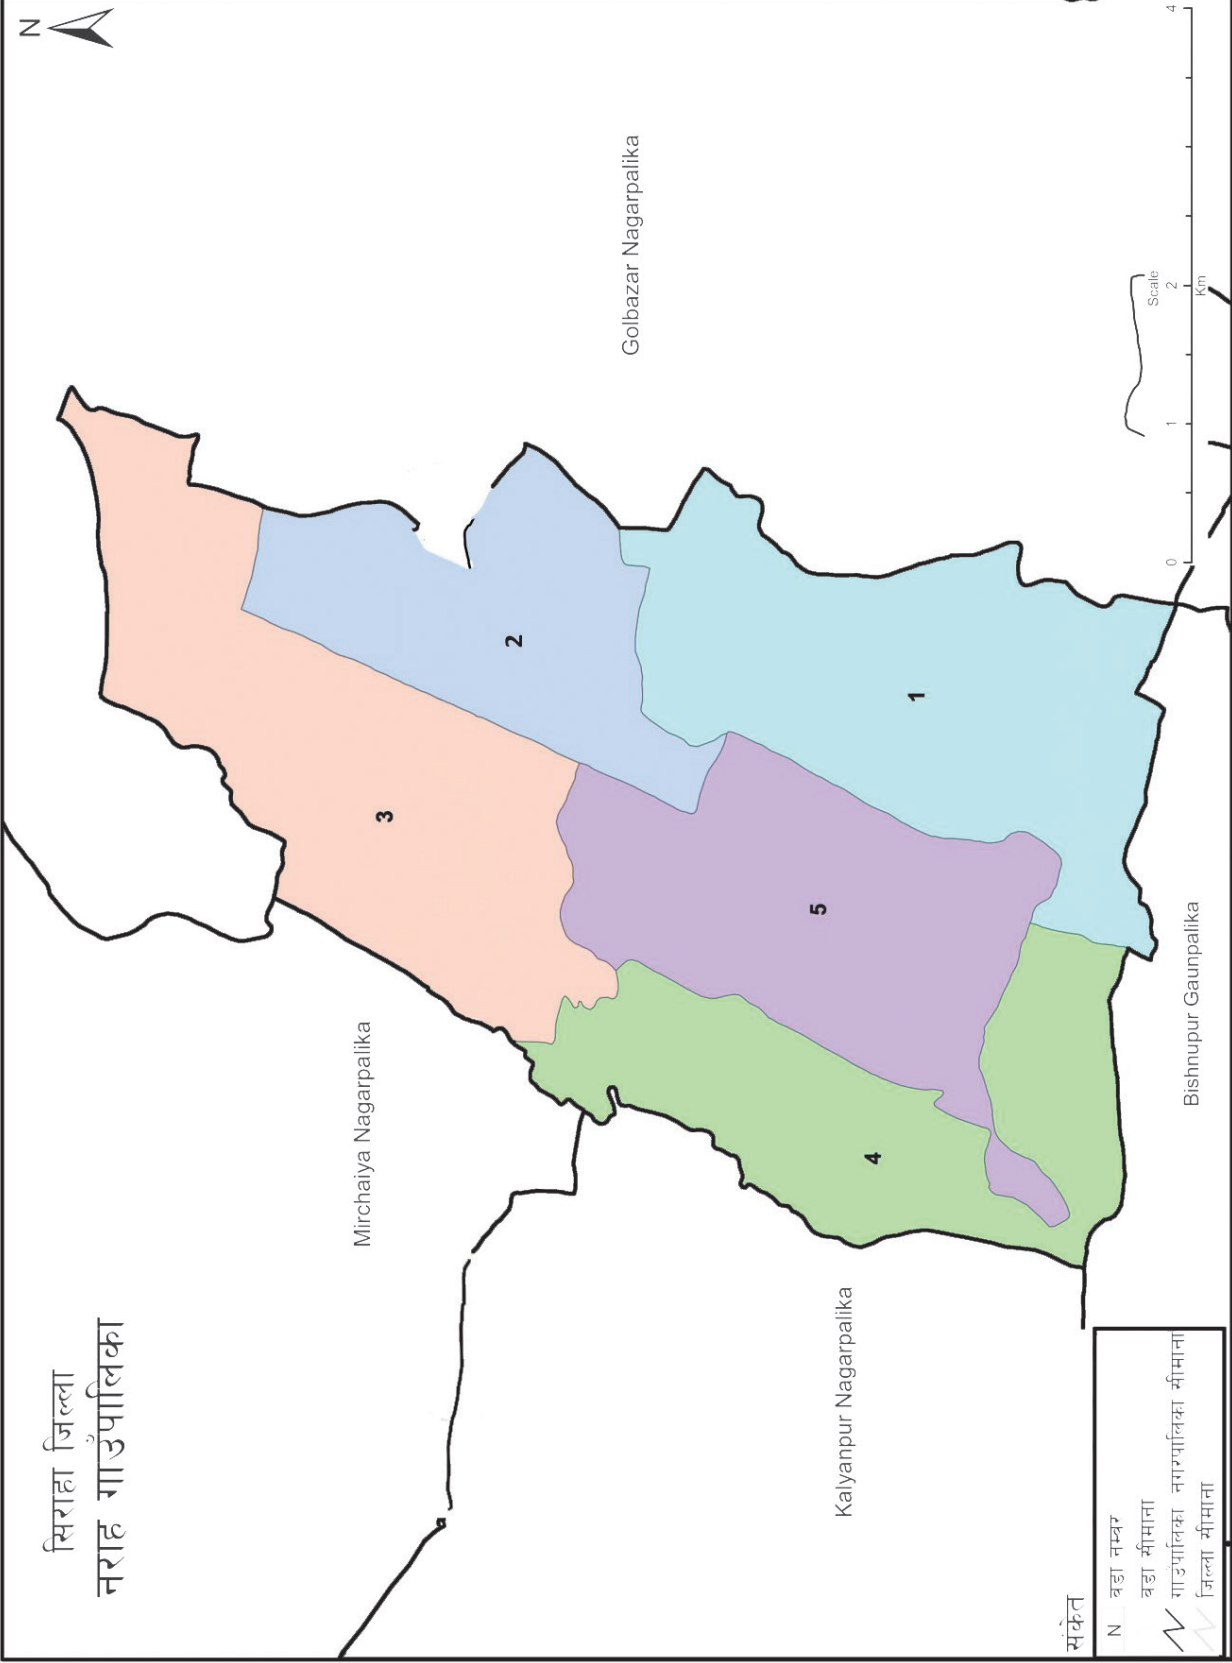 सिराहा जिल्ला
नराह गाउँपालिका
N
Mirchaiya Nagarpalika
Golbazar Nagarpalika
Kalyanpur Nagarpalika
Bishnupur Gaunpalika
3
2
5
1
4
Scale
0 1 2 4
Km
संकेत
N वडा नम्बर
वडा सीमाना
गाउँपालिका नगरपालिका सीमाना
जिल्ला सीमाना